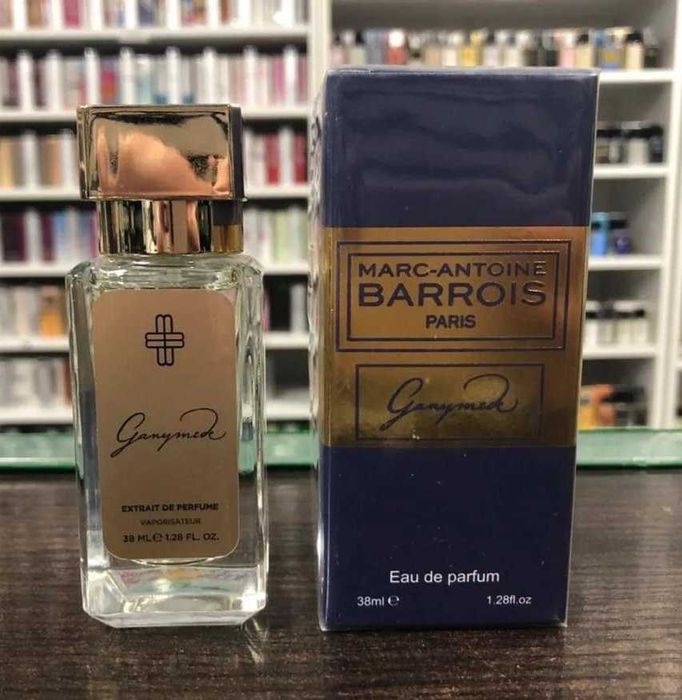 Ganymede
EXTRAIT DE PERFUME
VAPORISATEUR
38 ML ℮ 1.28 FL. OZ.
MARC-ANTOINE
BARROIS
PARIS
Ganymede
Eau de parfum
38ml ℮ 1.28fl.oz